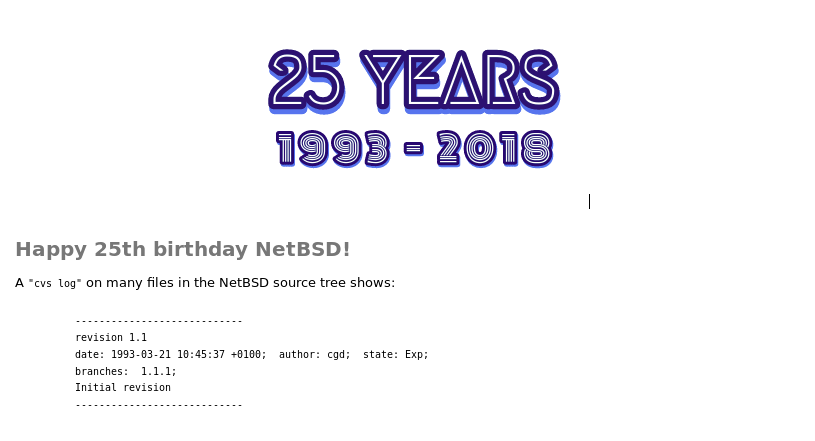 25 YEARS
1993 - 2018
Happy 25th birthday NetBSD!
A "cvs log" on many files in the NetBSD source tree shows:
----------------------------
revision 1.1
date: 1993-03-21 10:45:37 +0100;  author: cgd;  state: Exp;
branches:  1.1.1;
Initial revision
----------------------------